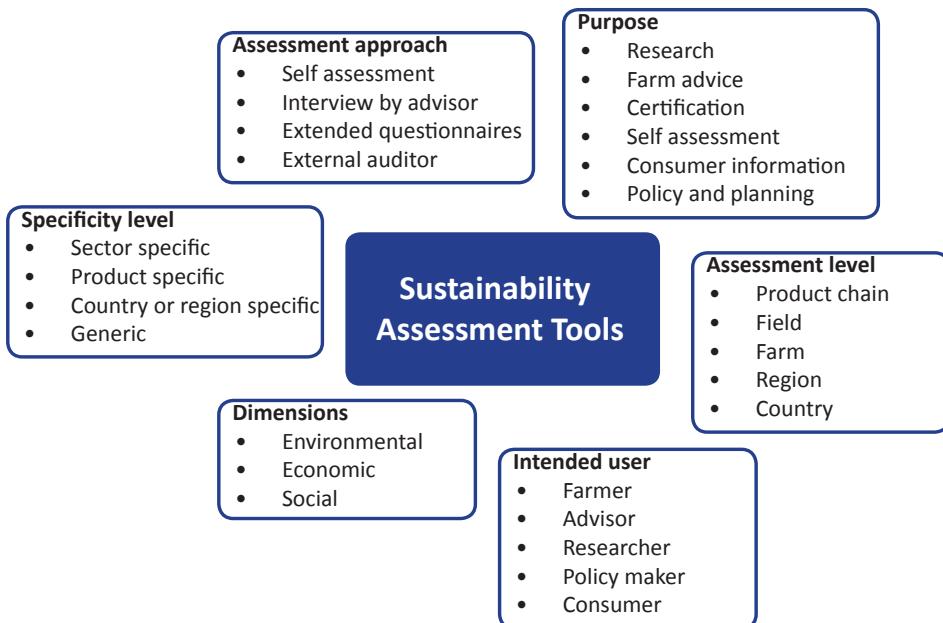 Assessment approach
• Self assessment
• Interview by advisor
• Extended questionnaires
• External auditor
Purpose
• Research
• Farm advice
• Certification
• Self assessment
• Consumer information
• Policy and planning
Specificity level
• Sector specific
• Product specific
• Country or region specific
• Generic
Sustainability
Assessment Tools
Assessment level
• Product chain
• Field
• Farm
• Region
• Country
Dimensions
• Environmental
• Economic
• Social
Intended user
• Farmer
• Advisor
• Researcher
• Policy maker
• Consumer